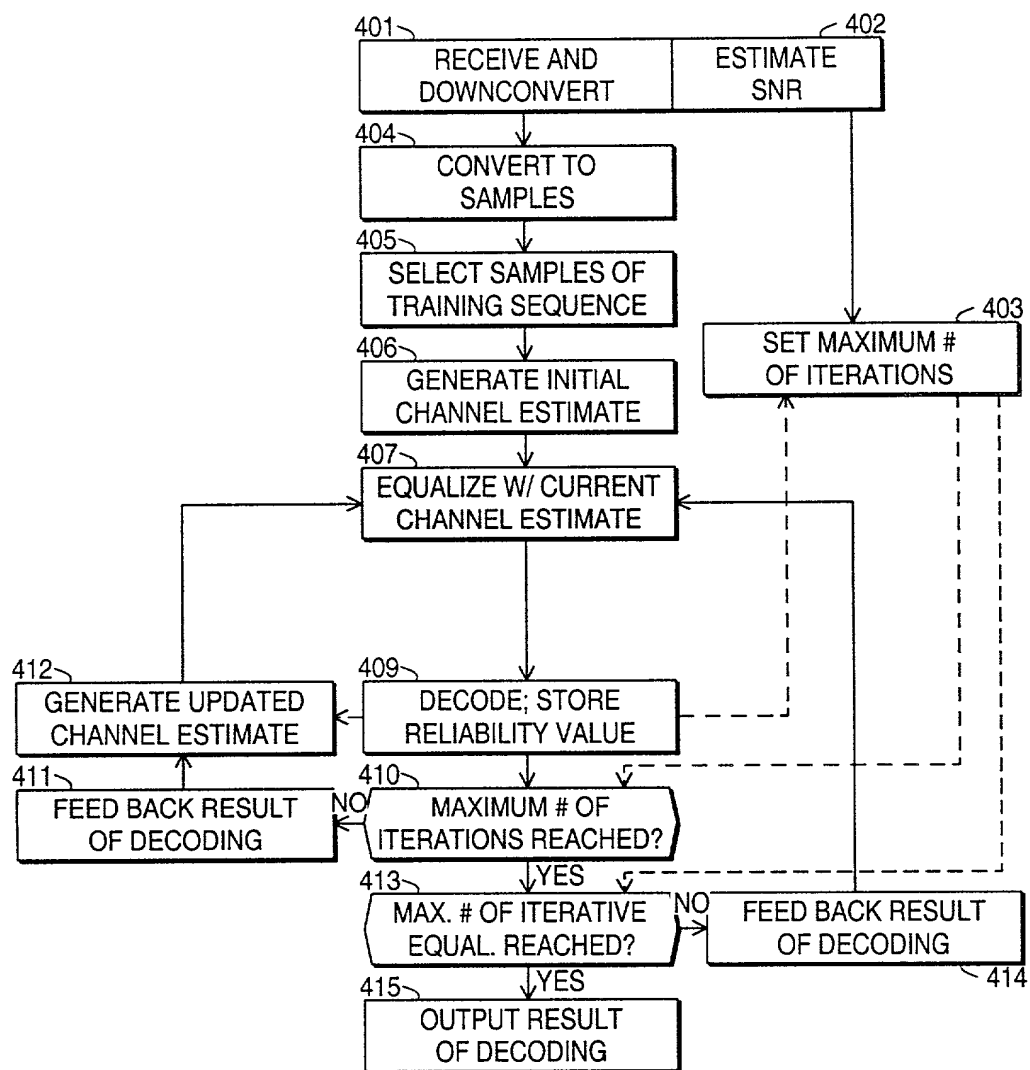 401
402
RECEIVE AND
DOWNCONVERT
ESTIMATE
SNR
404
CONVERT TO
SAMPLES
405
SELECT SAMPLES OF
TRAINING SEQUENCE
403
SET MAXIMUM #
OF ITERATIONS
406
GENERATE INITIAL
CHANNEL ESTIMATE
407
EQUALIZE W/ CURRENT
CHANNEL ESTIMATE
412
GENERATE UPDATED
CHANNEL ESTIMATE
409
DECODE; STORE
RELIABILITY VALUE
411
FEED BACK RESULT
OF DECODING
NO
410
MAXIMUM # OF
ITERATIONS REACHED?
YES
413
MAX. # OF ITERATIVE
EQUAL. REACHED?
NO
FEED BACK RESULT
OF DECODING
414
YES
415
OUTPUT RESULT
OF DECODING